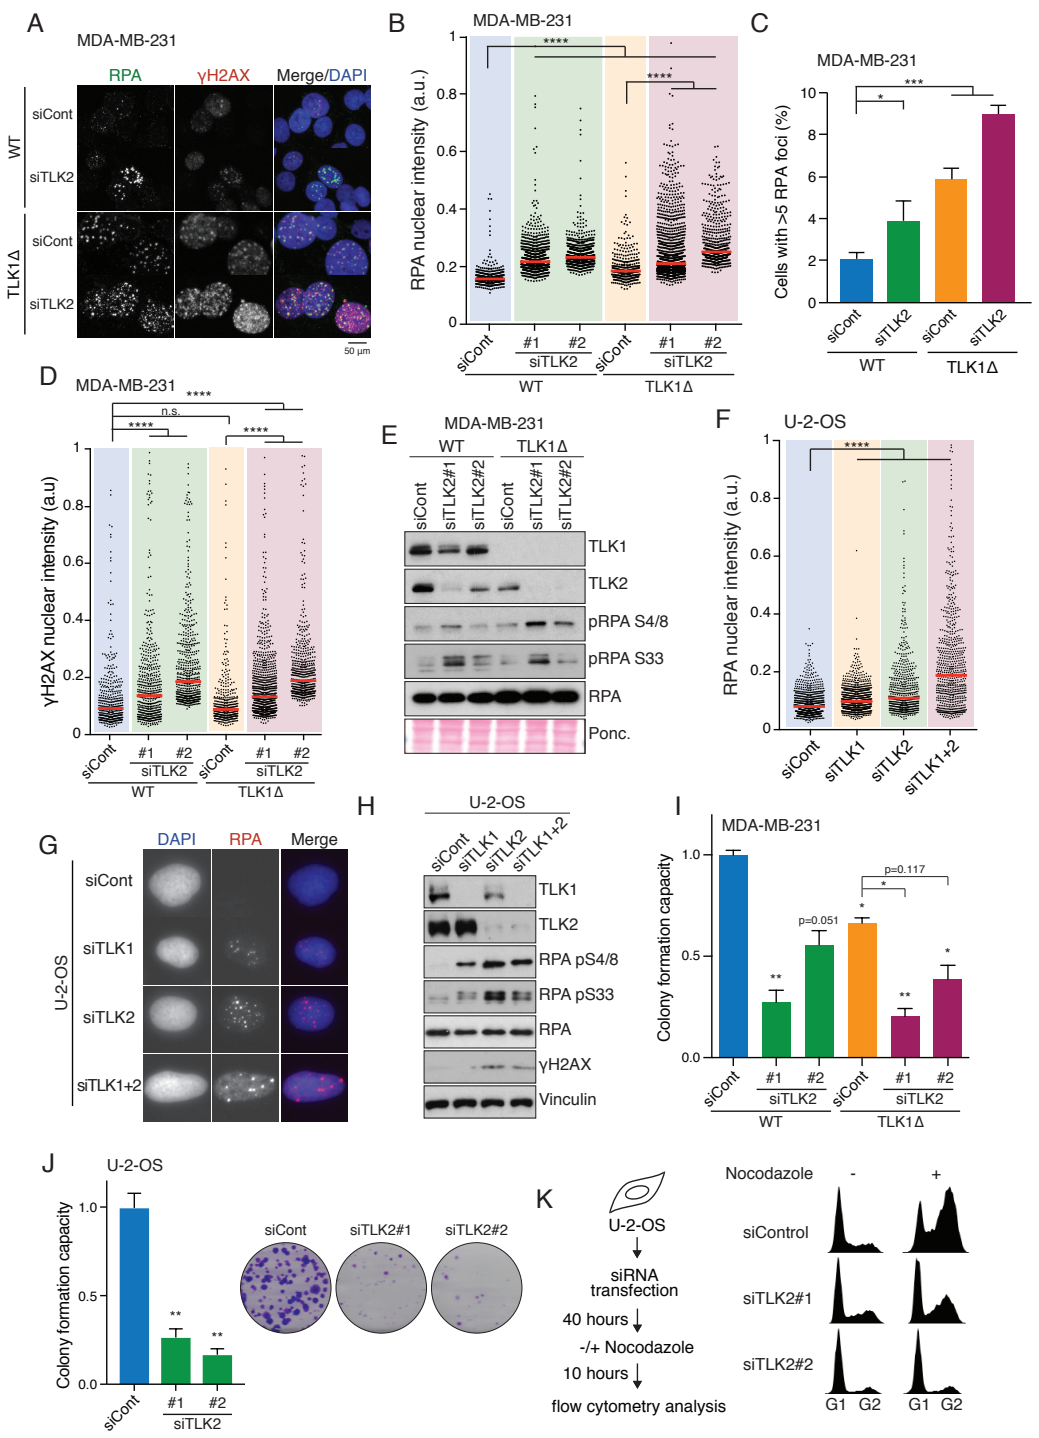 A
MDA-MB-231
RPA
γH2AX
Merge/DAPI
WT
siCont
siTLK2
TLK1Δ
siCont
siTLK2
50 µm
B
MDA-MB-231
RPA nuclear intensity (a.u.)
1
0.8
0.6
0.4
0.2
0
****
****
siCont
#1
#2
siTLK2
siCont
#1
#2
siTLK2
WT
TLK1Δ
C
MDA-MB-231
Cells with >5 RPA foci (%)
10
8
6
4
2
0
***
*
siCont
siTLK2
siCont
siTLK2
WT
TLK1Δ
D
MDA-MB-231
γH2AX nuclear intensity (a.u)
****
n.s.
****
****
1
0.8
0.6
0.4
0.2
0
siCont
#1
#2
siTLK2
siCont
#1
#2
siTLK2
WT
TLK1Δ
E
MDA-MB-231
WT
TLK1Δ
siCont
siTLK2#1
siTLK2#2
siCont
siTLK2#1
siTLK2#2
TLK1
TLK2
pRPA S4/8
pRPA S33
RPA
Ponc.
F
U-2-OS
RPA nuclear intensity (a.u.)
1
0.8
0.6
0.4
0.2
0
****
siCont
siTLK1
siTLK2
siTLK1+2
G
DAPI
RPA
Merge
U-2-OS
siCont
siTLK1
siTLK2
siTLK1+2
H
U-2-OS
siCont
siTLK1
siTLK2
siTLK1+2
TLK1
TLK2
RPA pS4/8
RPA pS33
RPA
γH2AX
Vinculin
I
MDA-MB-231
Colony formation capacity
1.0
0.5
0.0
**
p=0.051
*
p=0.117
*
**
*
siCont
#1
#2
siTLK2
siCont
#1
#2
siTLK2
WT
TLK1Δ
J
U-2-OS
Colony formation capacity
1.0
0.5
0.0
**
**
siCont
#1
#2
siTLK2
siCont
siTLK2#1
siTLK2#2
K
U-2-OS
siRNA
transfection
40 hours
-/+ Nocodazole
10 hours
flow cytometry analysis
Nocodazole
-
+
siControl
siTLK2#1
siTLK2#2
G1
G2
G1
G2